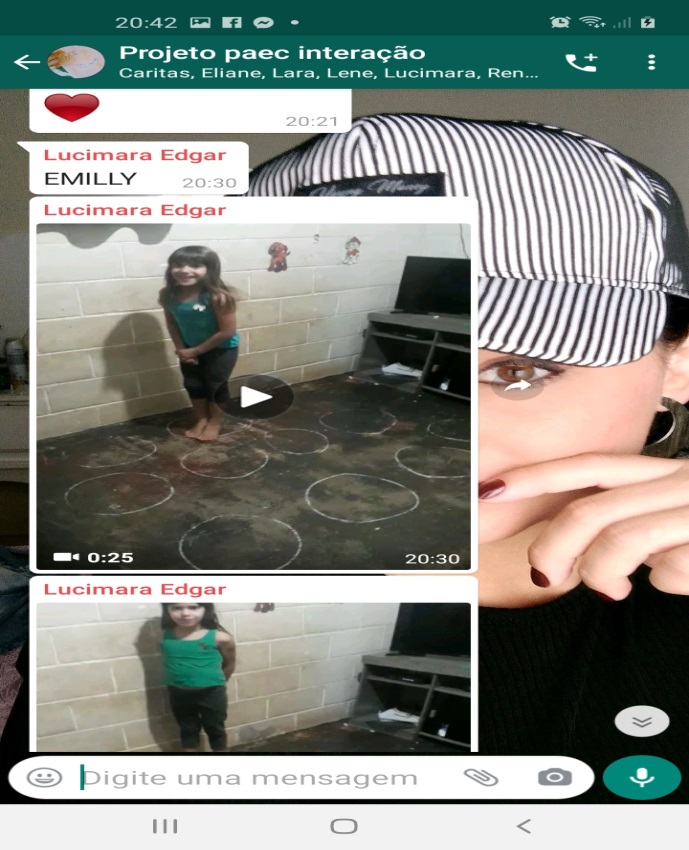 20:42
Projeto paec interação
Caritas, Eliane, Lara, Lene, Lucimara, Ren...
20:21
Lucimara Edgar
EMILLY 20:30
Lucimara Edgar
0:25 20:30
Lucimara Edgar
Digite uma mensagem